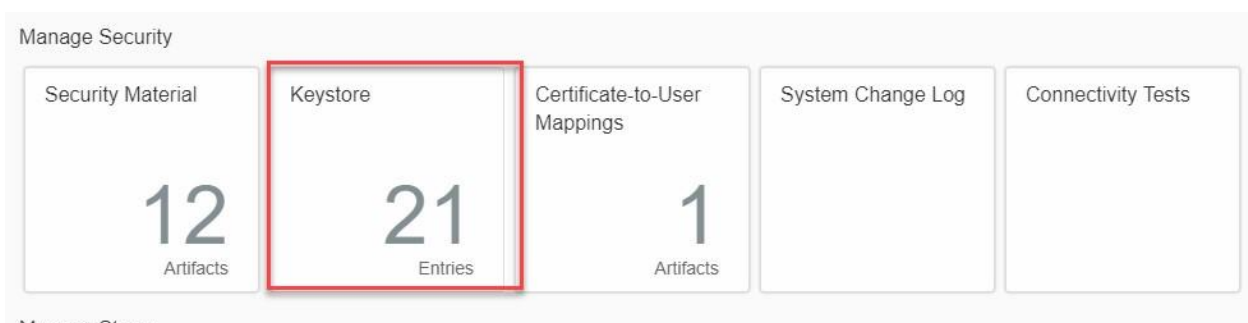 Manage Security
Security Material
Keystore
Certificate-to-User
Mappings
System Change Log
Connectivity Tests
12
21
1
Artifacts
Entries
Artifacts